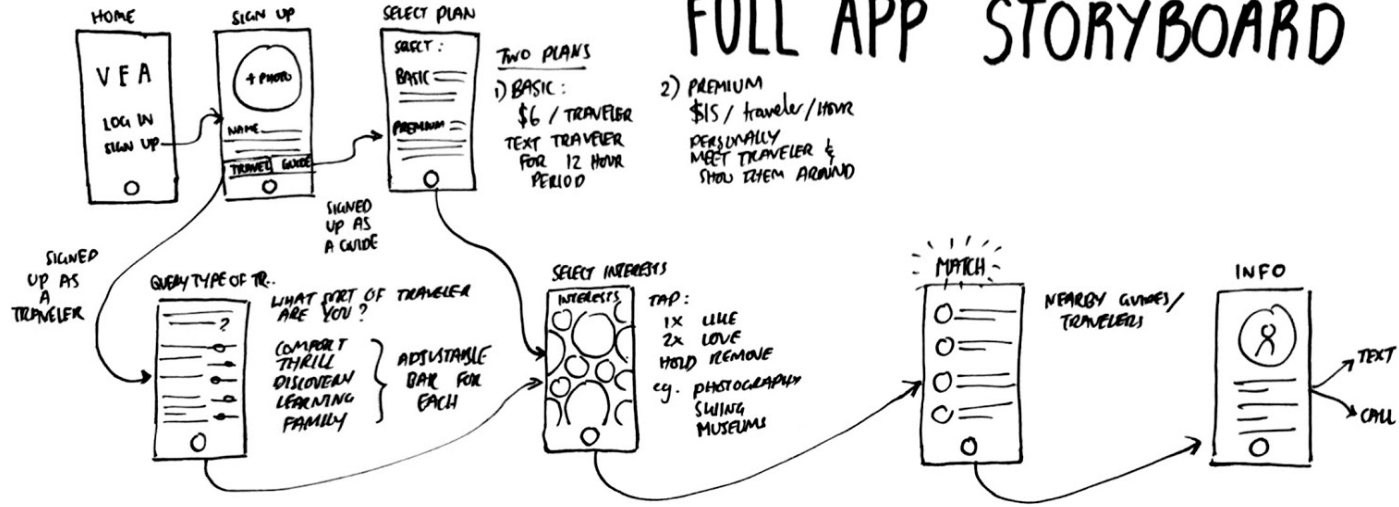 FULL APP STORYBOARD
HOME
VFA
LOG IN
SIGN UP
SIGN UP
+ PHOTO
NAME
TRAVEL GUIDE
SELECT PLAN
SELECT :
BASIC
PREMIUM
TWO PLANS
1) BASIC :
$6 / TRAVELER
TEXT TRAVELER
FOR 12 HOUR
PERIOD
2) PREMIUM
$15 / traveler / HOUR
PERSONALLY
MEET TRAVELER &
SHOW THEM AROUND
SIGNED
UP AS
A GUIDE
SIGNED
UP AS
A
TRAVELER
QUERY TYPE OF TR..
?
WHAT SORT OF TRAVELER
ARE YOU ?
COMFORT
THRILL
DISCOVERY
LEARNING
FAMILY
ADJUSTABLE
BAR FOR
EACH
SELECT INTERESTS
INTERESTS
TAP :
1X LIKE
2X LOVE
HOLD REMOVE
eg. PHOTOGRAPHY
MUSEUMS
MATCH
NEARBY GUIDES/
TRAVELERS
INFO
TEXT
CALL